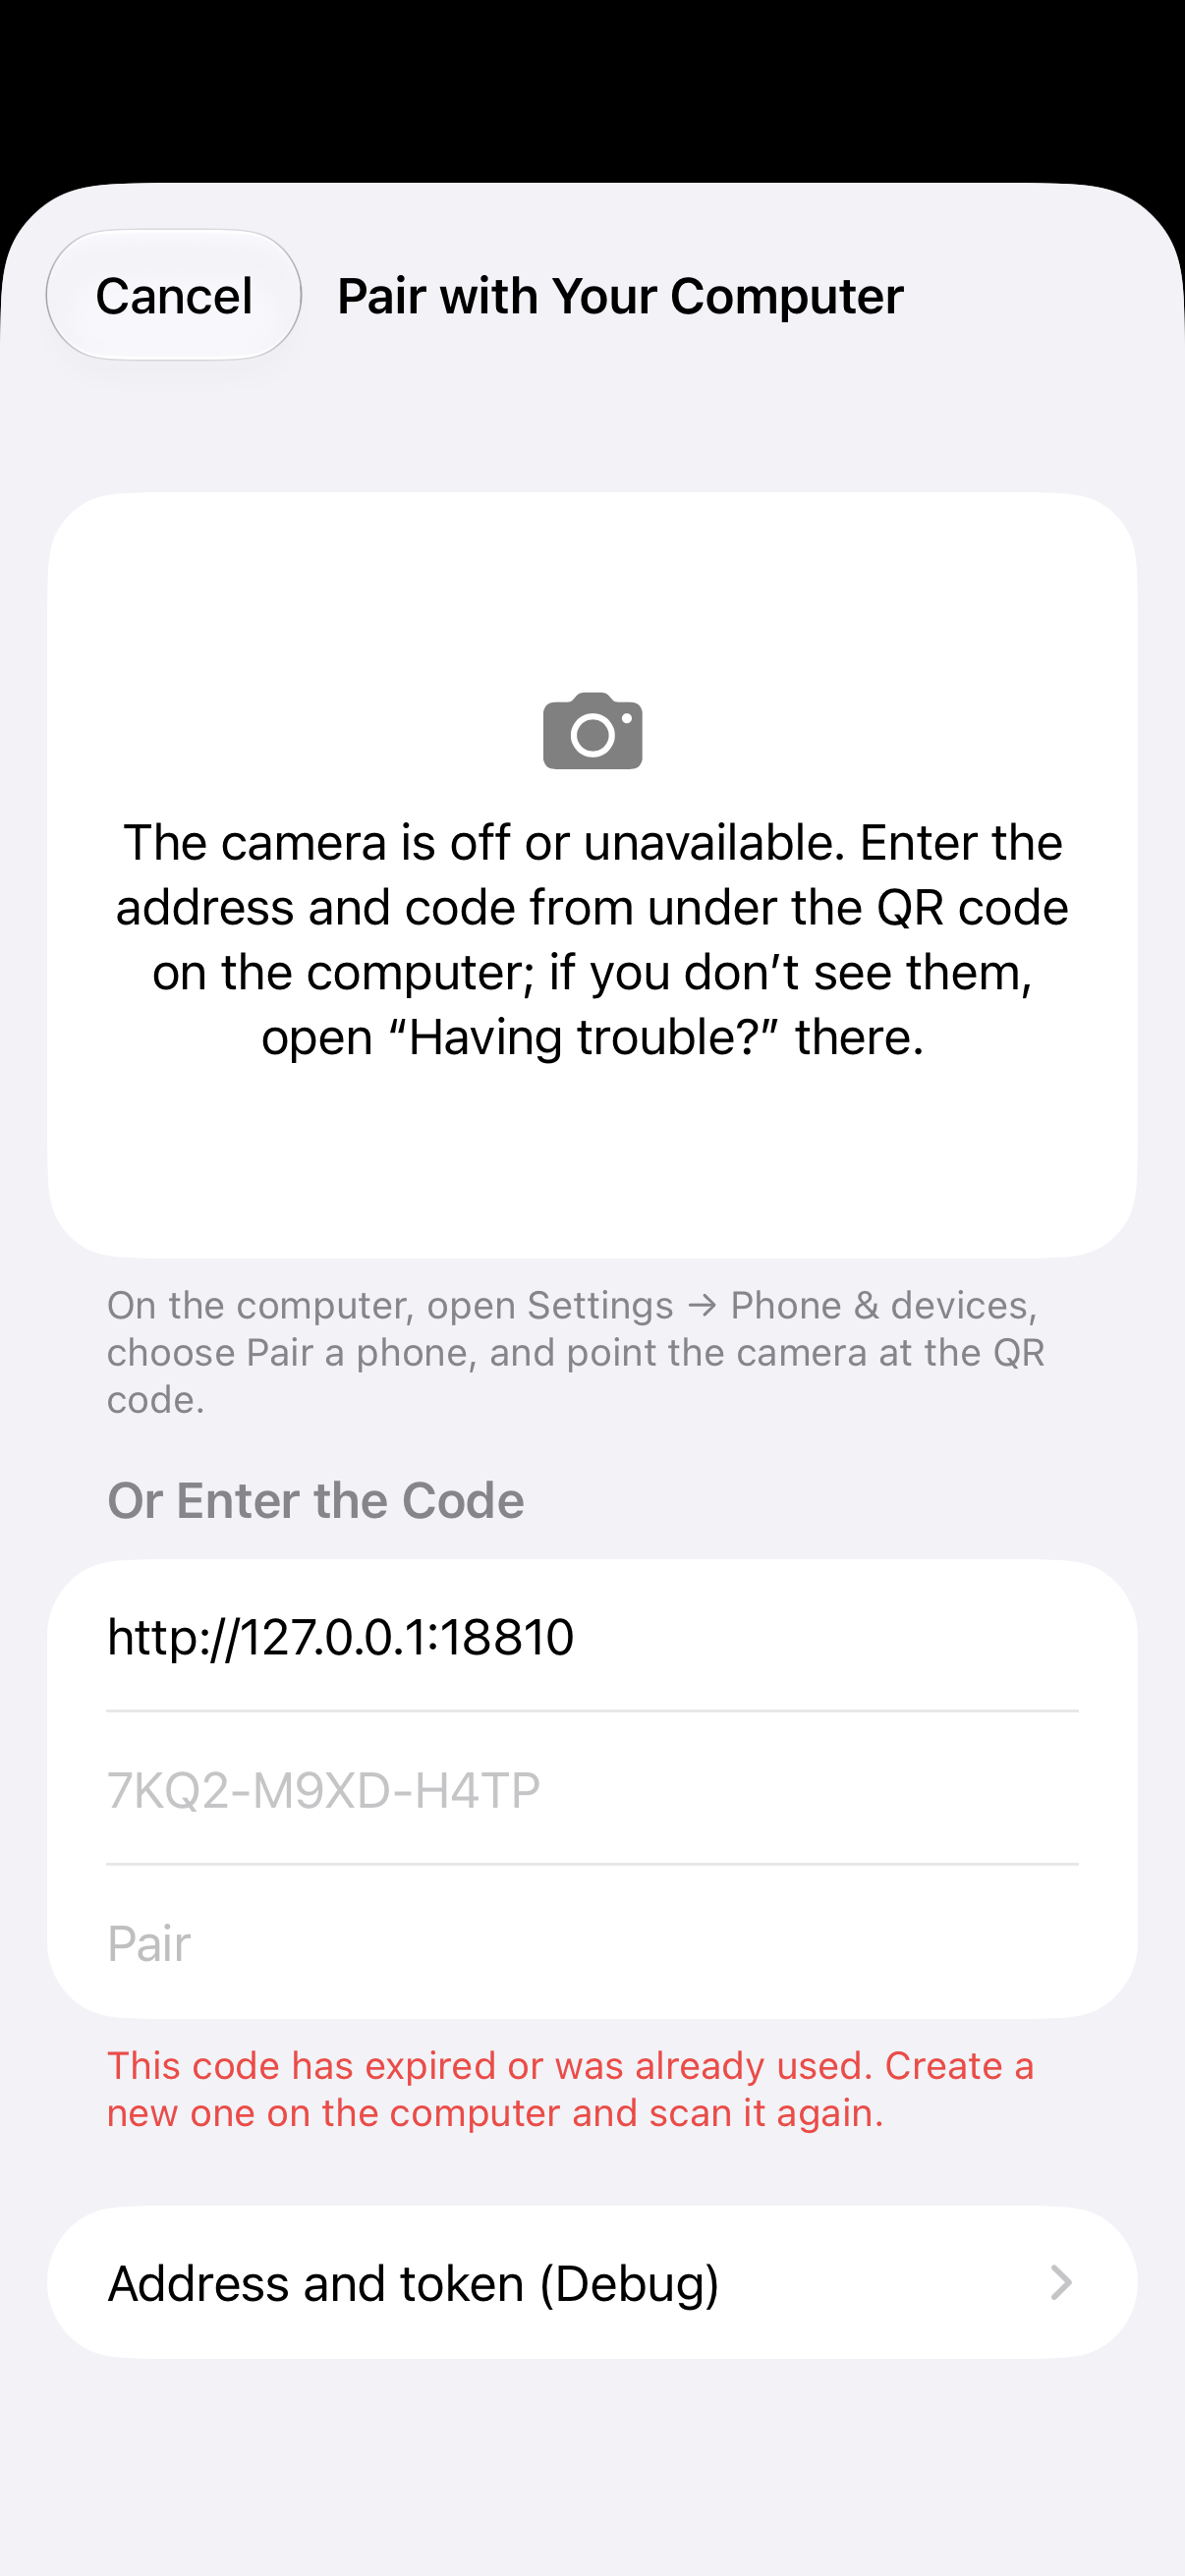 Cancel
Pair with Your Computer
The camera is off or unavailable. Enter the
address and code from under the QR code
on the computer; if you don’t see them,
open “Having trouble?” there.
On the computer, open Settings → Phone & devices,
choose Pair a phone, and point the camera at the QR
code.
Or Enter the Code
http://127.0.0.1:18810
7KQ2-M9XD-H4TP
Pair
This code has expired or was already used. Create a
new one on the computer and scan it again.
Address and token (Debug)